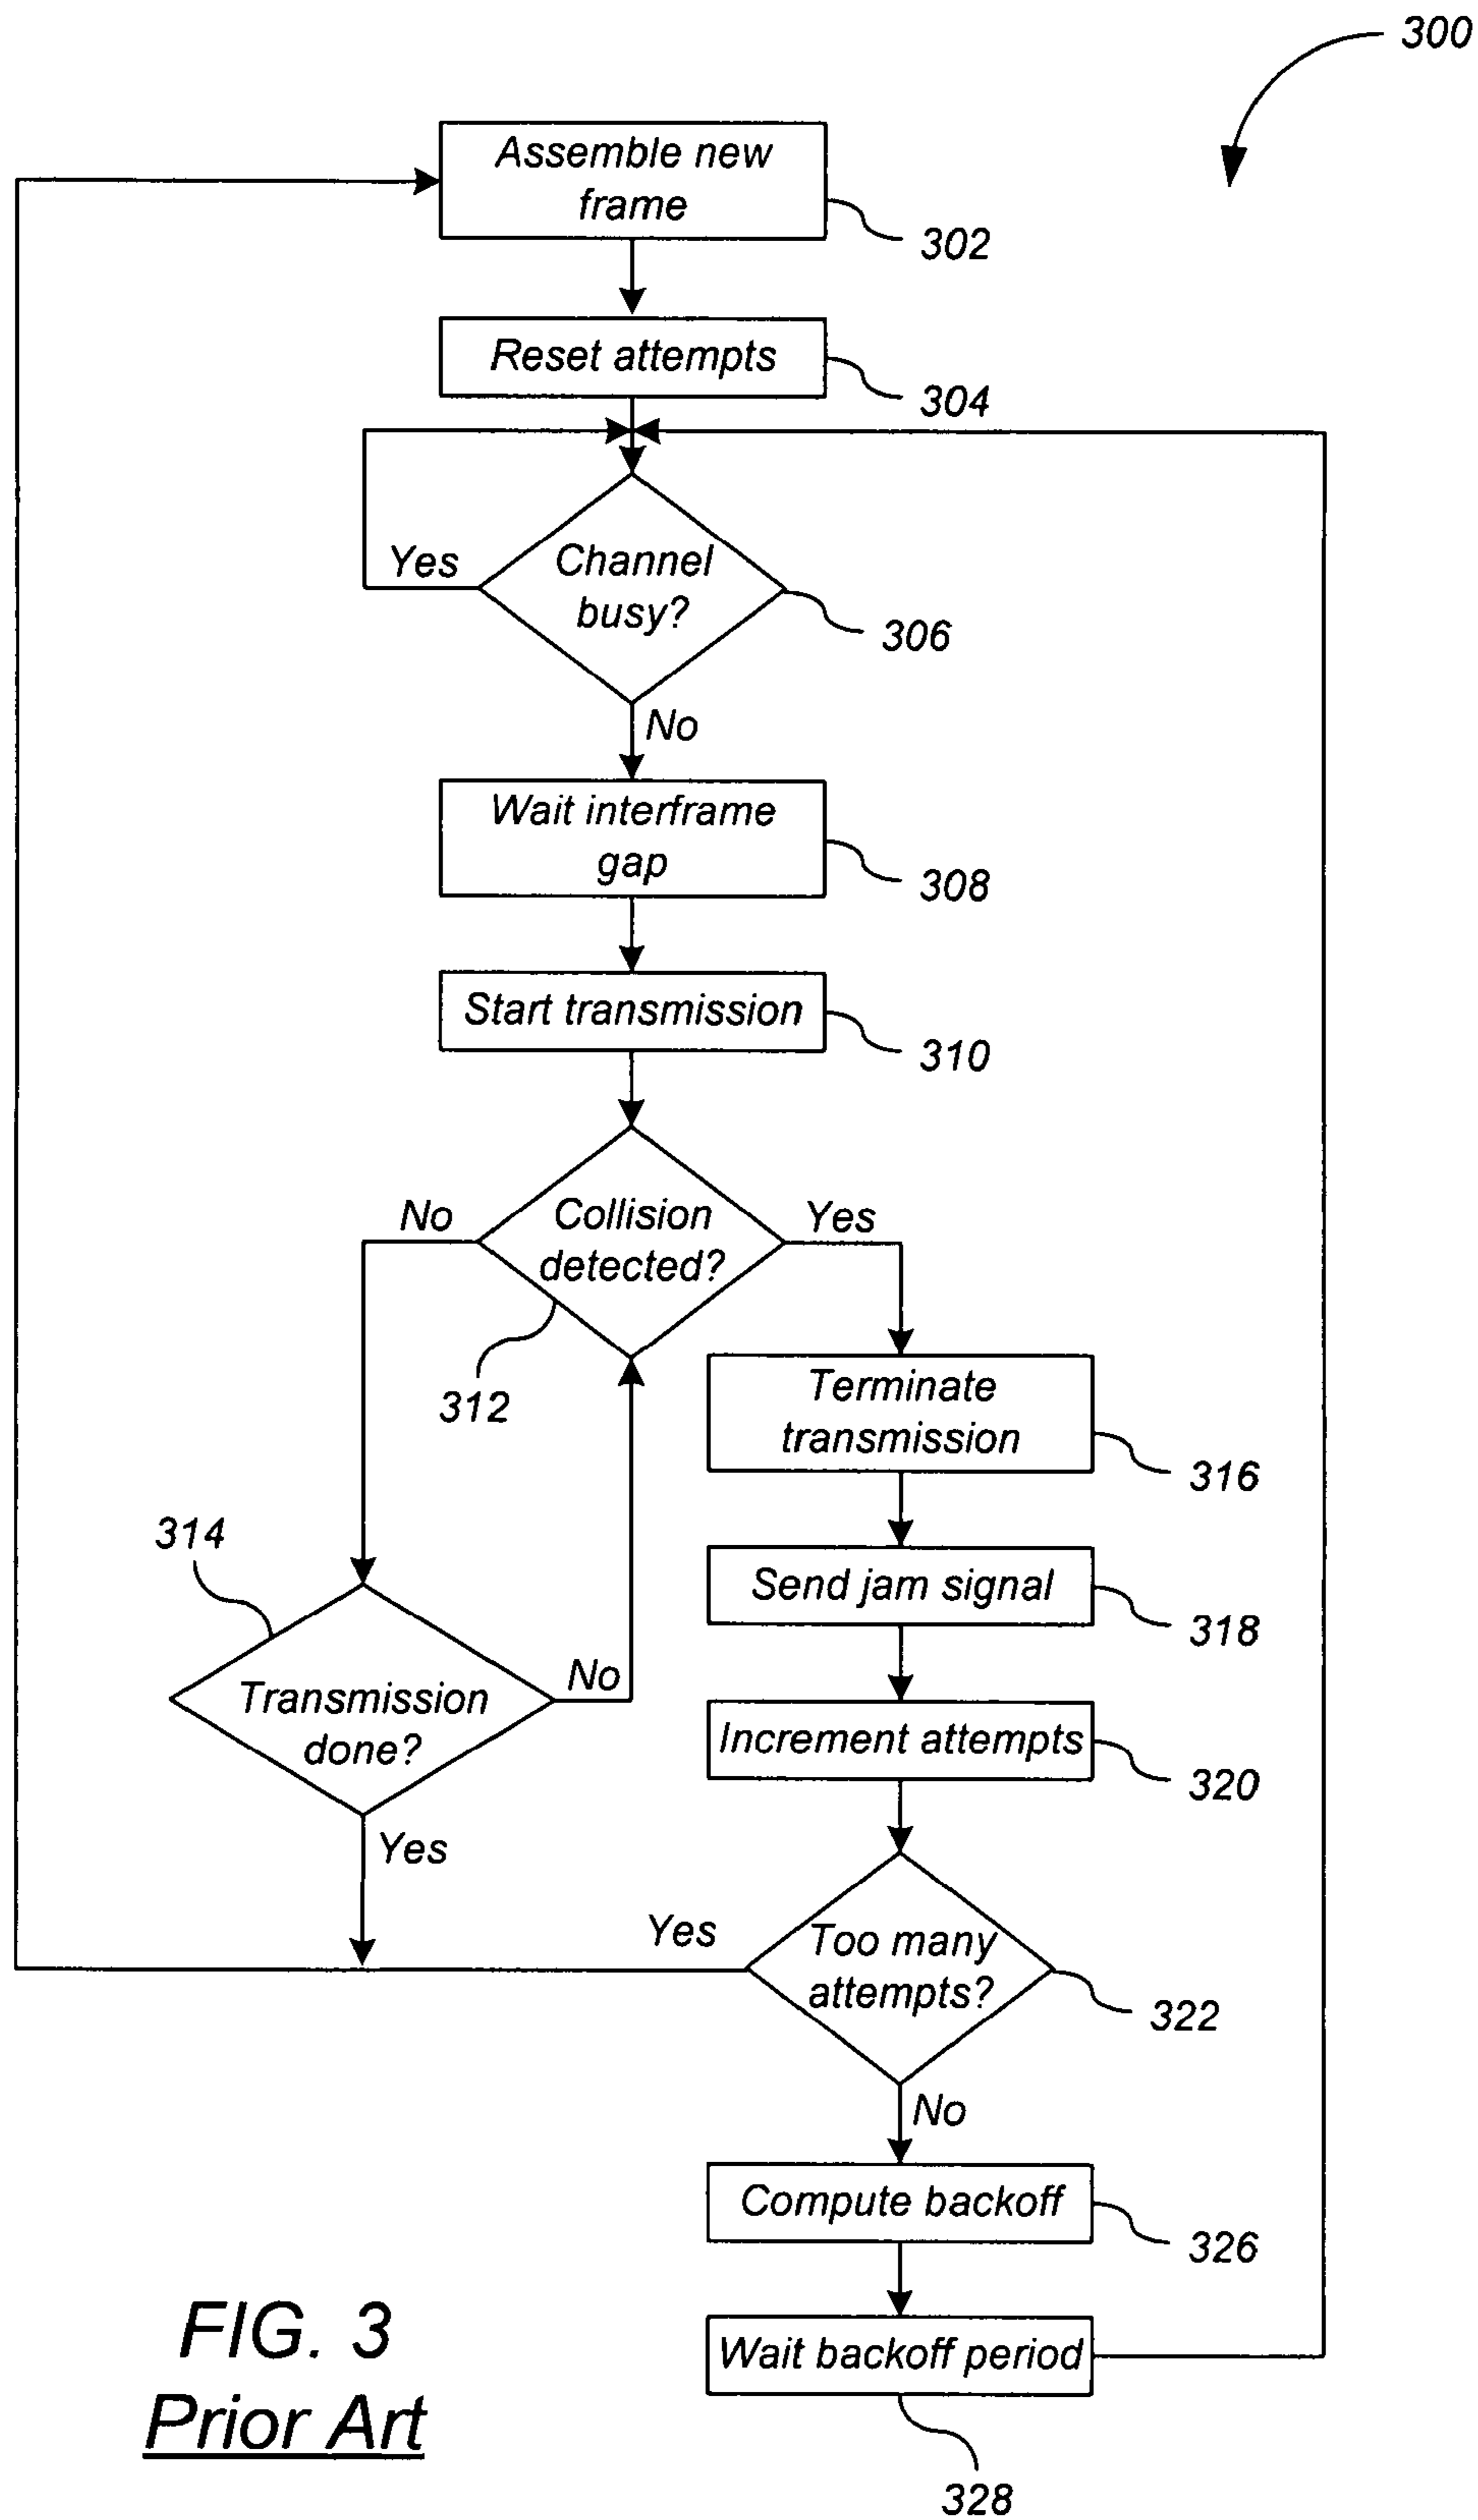 300
Assemble new
frame
302
Reset attempts
304
Yes
Channel
busy?
306
No
Wait interframe
gap
308
Start transmission
310
No
Collision
detected?
Yes
312
Terminate
transmission
316
314
Send jam signal
318
Transmission
done?
No
Increment attempts
320
Yes
Yes
Too many
attempts?
322
No
Compute backoff
326
Wait backoff period
328
FIG. 3
Prior Art